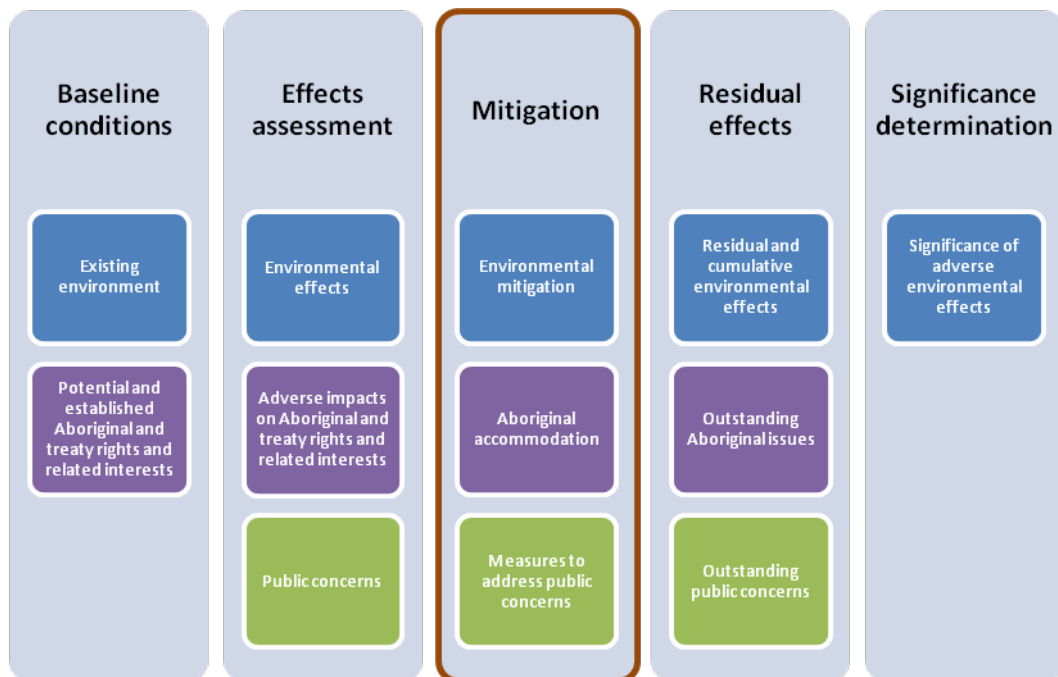 Baseline
conditions
Effects
assessment
Mitigation
Residual
effects
Significance
determination
Existing
environment
Environmental
effects
Environmental
mitigation
Residual and
cumulative
environmental
effects
Significance of
adverse
environmental
effects
Potential and
established
Aboriginal and
treaty rights and
related interests
Adverse impacts
on Aboriginal and
treaty rights and
related interests
Aboriginal
accommodation
Outstanding
Aboriginal issues
Public concerns
Measures to
address public
concerns
Outstanding
public concerns